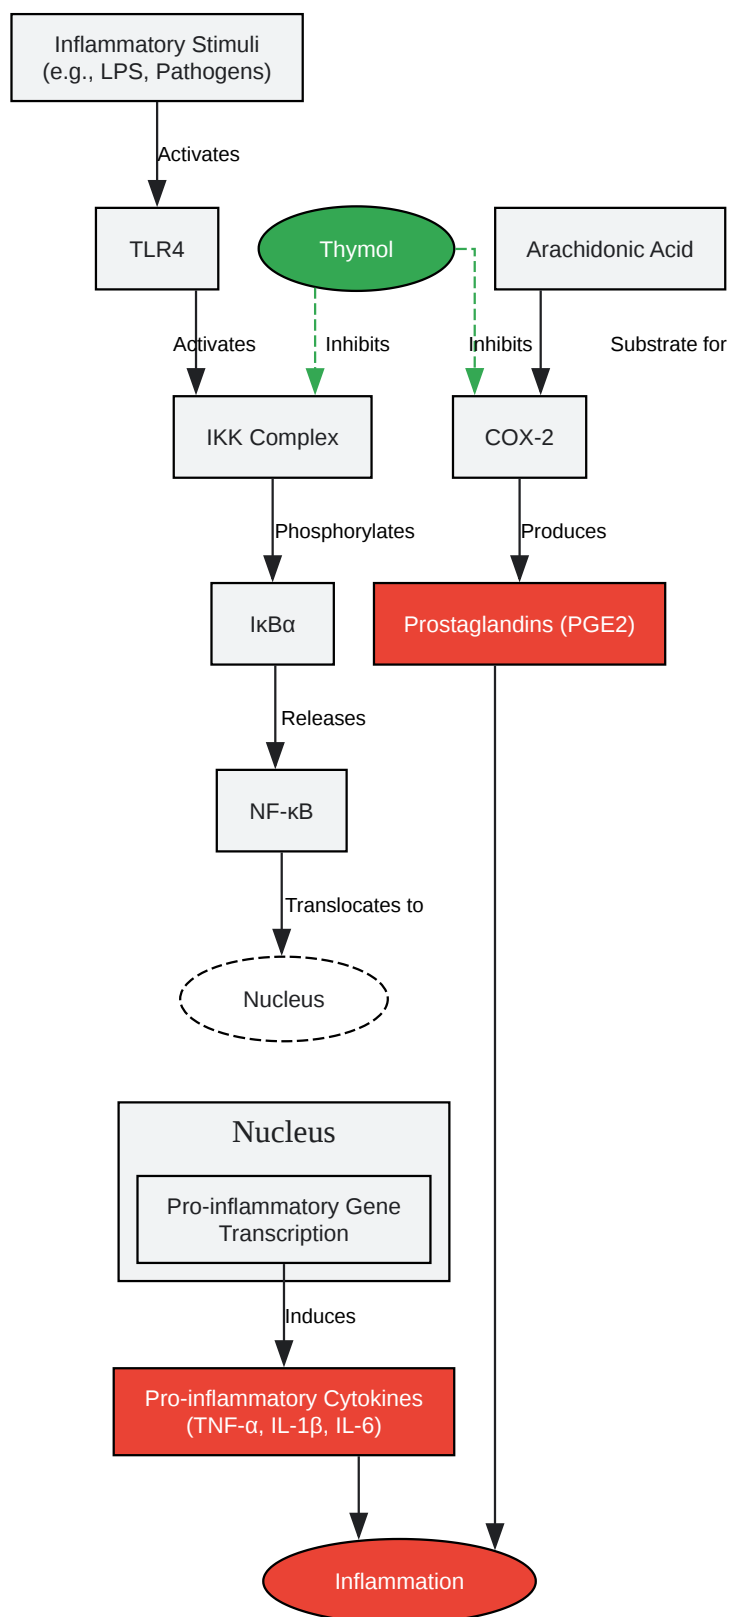 Inflammatory Stimuli
(e.g., LPS, Pathogens)
Activates
TLR4
Thymol
Arachidonic Acid
Activates
Inhibits
Inhibits
Substrate for
IKK Complex
COX-2
Phosphorylates
Produces
IκBα
Prostaglandins (PGE2)
Releases
NF-κB
Translocates to
Nucleus
Nucleus
Pro-inflammatory Gene
Transcription
Induces
Pro-inflammatory Cytokines
(TNF-α, IL-1β, IL-6)
Inflammation